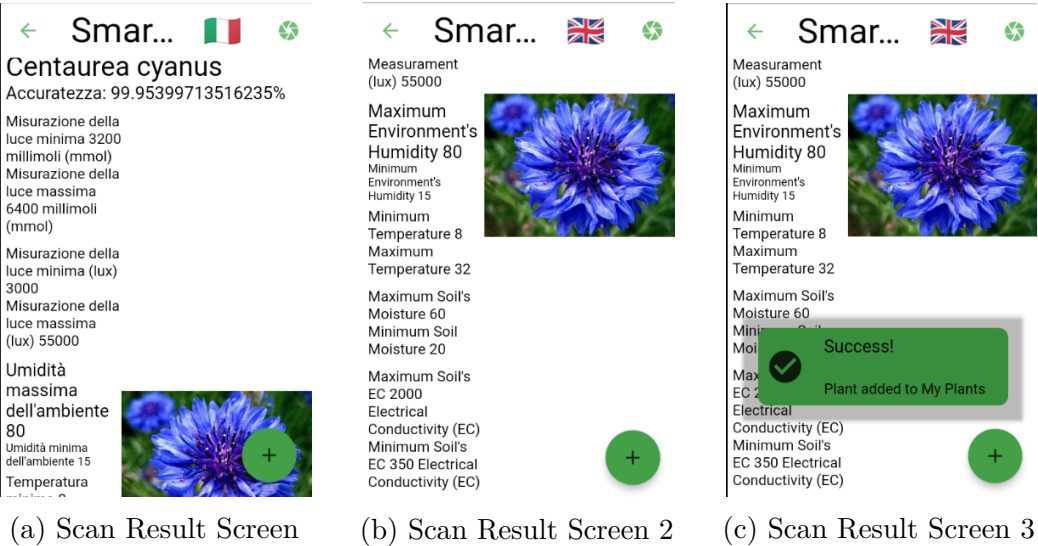 Smar...
Centaurea cyanus
Accuratezza: 99.95399713516235%
Misurazione della
luce minima 3200
millimoli (mmol)
Misurazione della
luce massima
6400 millimoli
(mmol)
Misurazione della
luce minima (lux)
3000
Misurazione della
luce massima
(lux) 55000
Umidità
massima
dell'ambiente
80
Umidità minima
dell'ambiente 15
Temperatura
+
(a) Scan Result Screen
Smar...
Measurament
(lux) 55000
Maximum
Environment's
Humidity 80
Minimum
Environment's
Humidity 15
Minimum
Temperature 8
Maximum
Temperature 32
Maximum Soil's
Moisture 60
Minimum Soil
Moisture 20
Maximum Soil's
EC 2000
Electrical
Conductivity (EC)
Minimum Soil's
EC 350 Electrical
Conductivity (EC)
+
(b) Scan Result Screen 2
Smar...
Measurament
(lux) 55000
Maximum
Environment's
Humidity 80
Minimum
Environment's
Humidity 15
Minimum
Temperature 8
Maximum
Temperature 32
Maximum Soil's
Moisture 60
Success!
Plant added to My Plants
EC
Electrical
Conductivity (EC)
Minimum Soil's
EC 350 Electrical
Conductivity (EC)
+
(c) Scan Result Screen 3